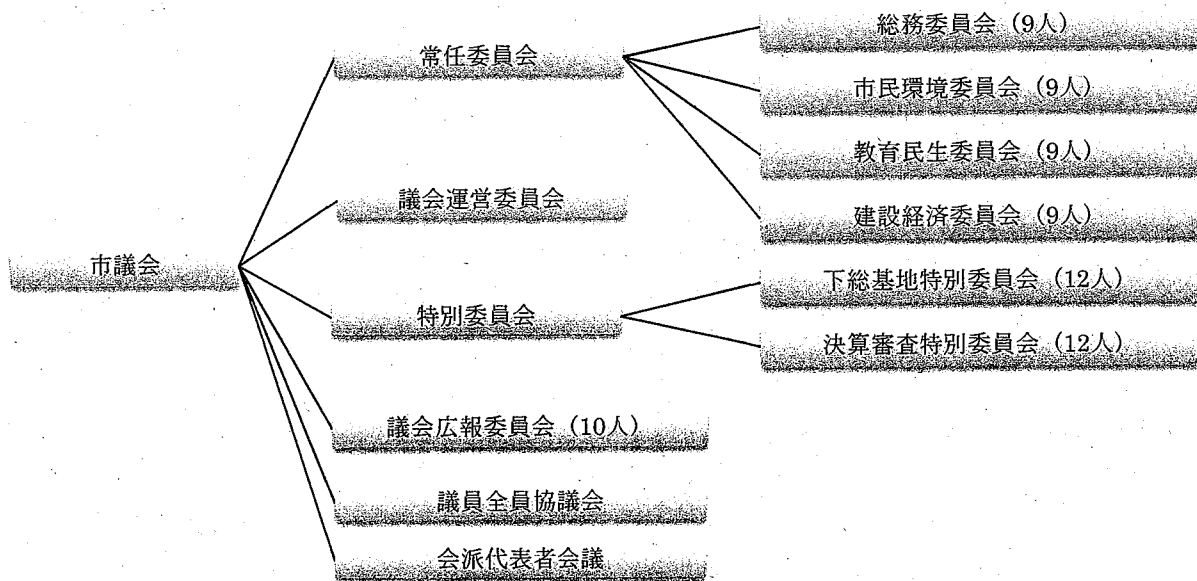 市議会
常任委員会
総務委員会（9人）
市民環境委員会（9人）
教育民生委員会（9人）
建設経済委員会（9人）
議会運営委員会
特別委員会
下総基地特別委員会（12人）
決算審査特別委員会（12人）
議会広報委員会（10人）
議員全員協議会
会派代表者会議